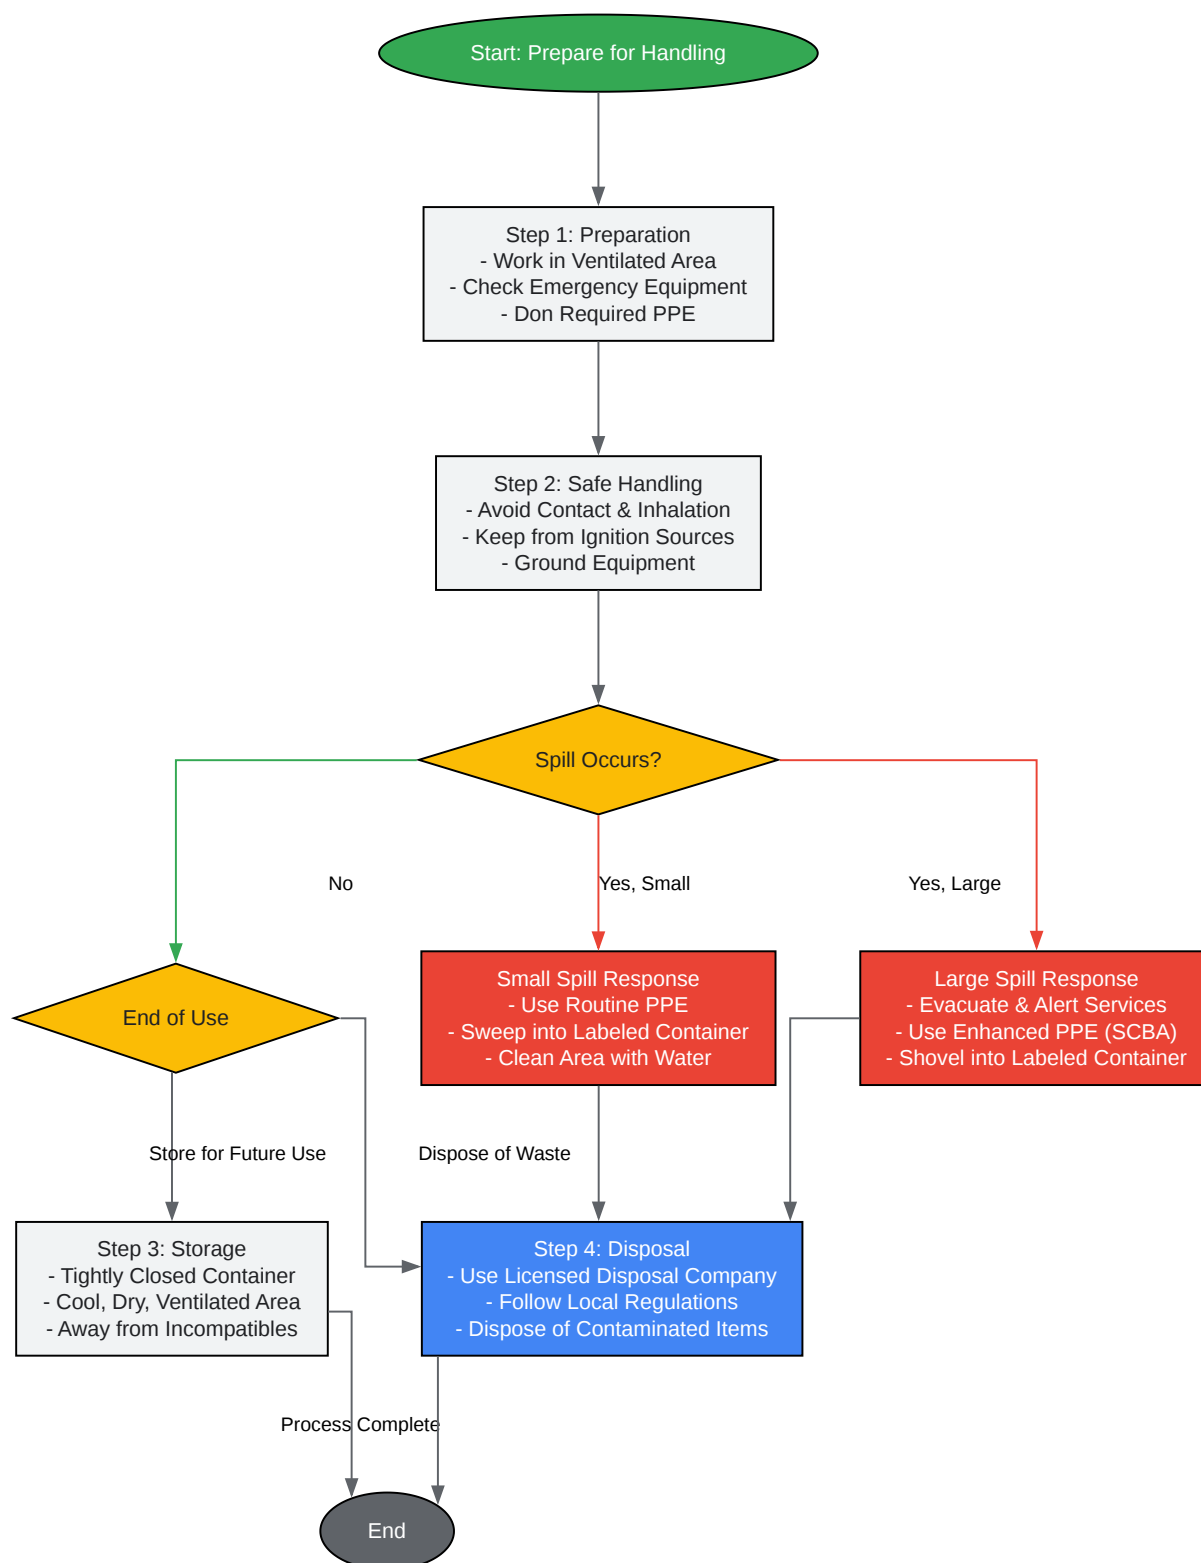 Start: Prepare for Handling
Step 1: Preparation
- Work in Ventilated Area
- Check Emergency Equipment
- Don Required PPE
Step 2: Safe Handling
- Avoid Contact & Inhalation
- Keep from Ignition Sources
- Ground Equipment
Spill Occurs?
No
Yes, Small
Yes, Large
End of Use
Small Spill Response
- Use Routine PPE
- Sweep into Labeled Container
- Clean Area with Water
Large Spill Response
- Evacuate & Alert Services
- Use Enhanced PPE (SCBA)
- Shovel into Labeled Container
Store for Future Use
Dispose of Waste
Step 3: Storage
- Tightly Closed Container
- Cool, Dry, Ventilated Area
- Away from Incompatibles
Step 4: Disposal
- Use Licensed Disposal Company
- Follow Local Regulations
- Dispose of Contaminated Items
Process Complete
End